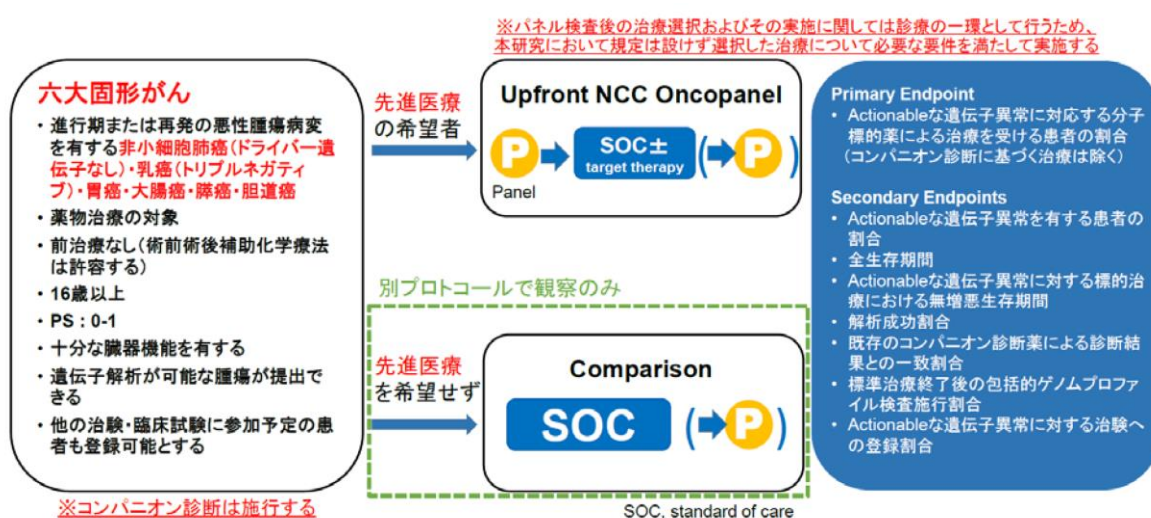 ※パネル検査後の治療選択およびその実施に関しては診療の一環として行うため、
本研究において規定は設けず選択した治療について必要な要件を満たして実施する
六大固形がん
・進行期または再発の悪性腫瘍病変
を有する非小細胞肺癌(ドライバー遺
伝子なし)・乳癌(トリプルネガティ
ブ)・胃癌・大腸癌・膵癌・胆道癌
・薬物治療の対象
・前治療なし(術前術後補助化学療法
は許容する)
・16歳以上
・PS:0-1
・十分な臓器機能を有する
・遺伝子解析が可能な腫瘍が提出で
きる
・他の治験・臨床試験に参加予定の患
者も登録可能とする
※コンパニオン診断は施行する
先進医療
の希望者
Upfront NCC Oncopanel
P
SOC±
target therapy
( P )
Panel
別プロトコールで観察のみ
先進医療
を希望せず
Comparison
SOC
( P )
SOC, standard of care
Primary Endpoint
• Actionableな遺伝子異常に対応する分子
標的薬による治療を受ける患者の割合
(コンパニオン診断に基づく治療は除く)
Secondary Endpoints
• Actionableな遺伝子異常を有する患者の
割合
• 全生存期間
• Actionableな遺伝子異常に対する標的治
療における無増悪生存期間
• 解析成功割合
• 既存のコンパニオン診断薬による診断結
果との一致割合
• 標準治療終了後の包括的ゲノムプロファ
イル検査施行割合
• Actionableな遺伝子異常に対する治験へ
の登録割合